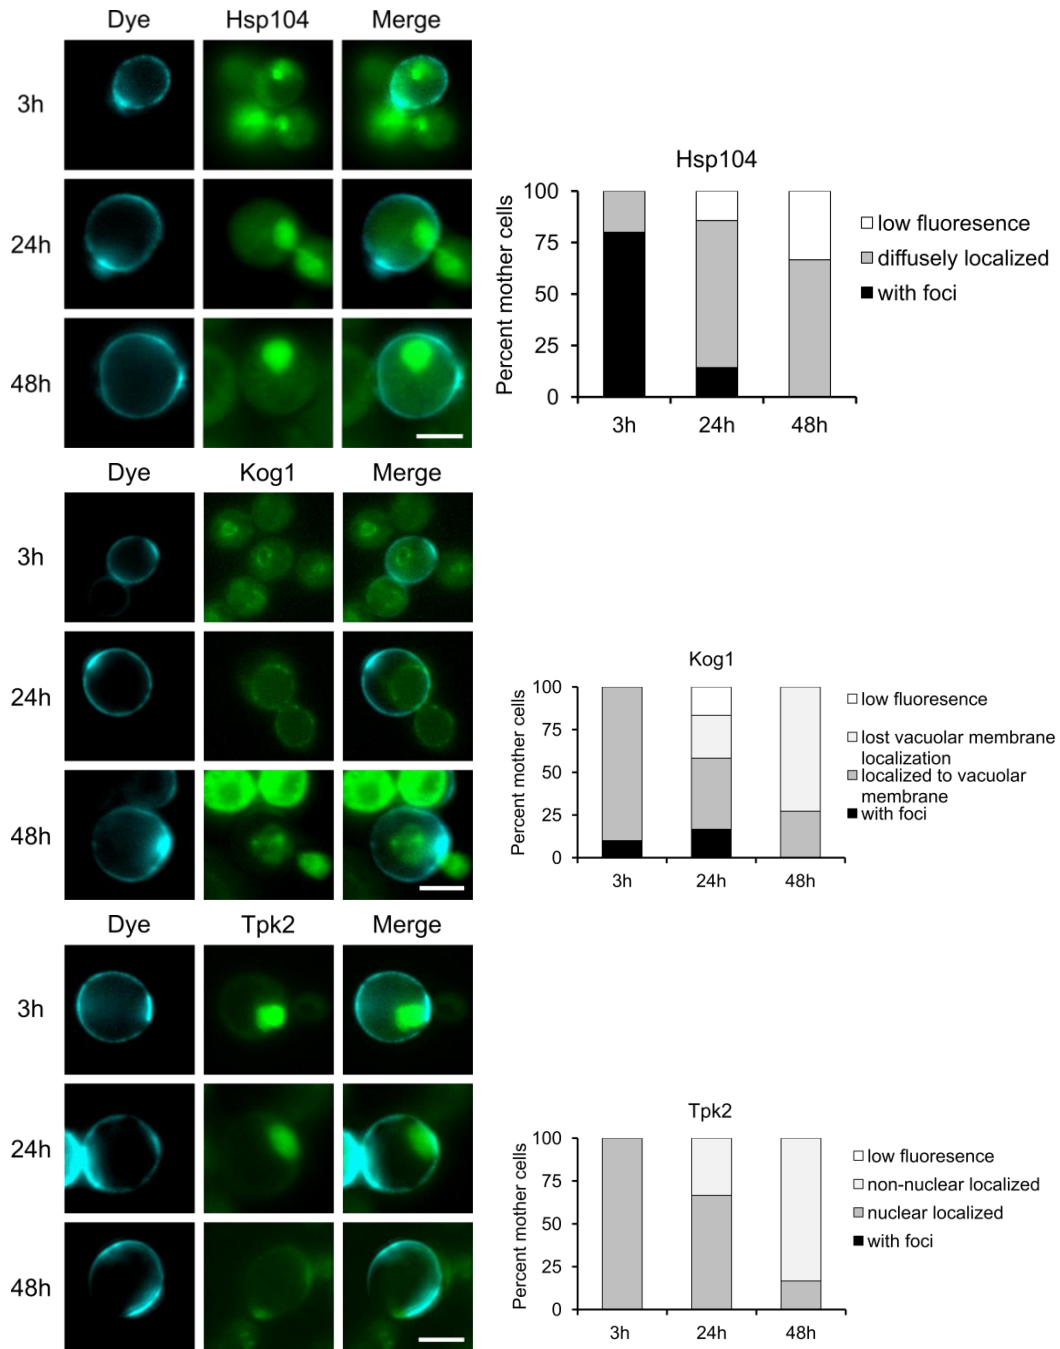 Dye Hsp104 Merge
3h
24h
48h
Hsp104
Percent mother cells
100
75
50
25
0
3h 24h 48h
low fluoresence
diffusely localized
with foci
Dye Kog1 Merge
3h
24h
48h
Kog1
Percent mother cells
100
75
50
25
0
3h 24h 48h
low fluoresence
lost vacuolar membrane
localization
localized to vacuolar
membrane
with foci
Dye Tpk2 Merge
3h
24h
48h
Tpk2
Percent mother cells
100
75
50
25
0
3h 24h 48h
low fluoresence
non-nuclear localized
nuclear localized
with foci